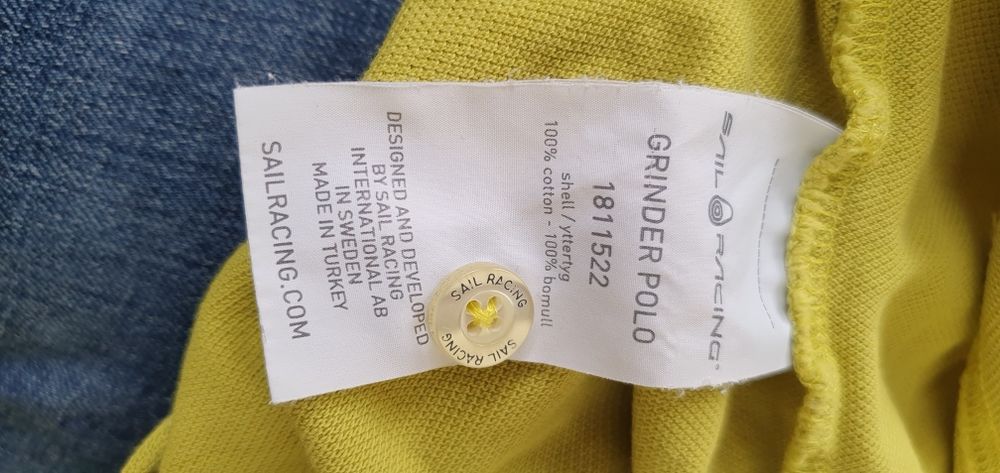 SAIL RACING®
GRINDER POLO
1811522
shell / yttertyg
100% cotton - 100% bomull
DESIGNED AND DEVELOPED
BY SAIL RACING
INTERNATIONAL AB
IN SWEDEN
MADE IN TURKEY
SAILRACING.COM
SAIL RACING
SAIL RACING